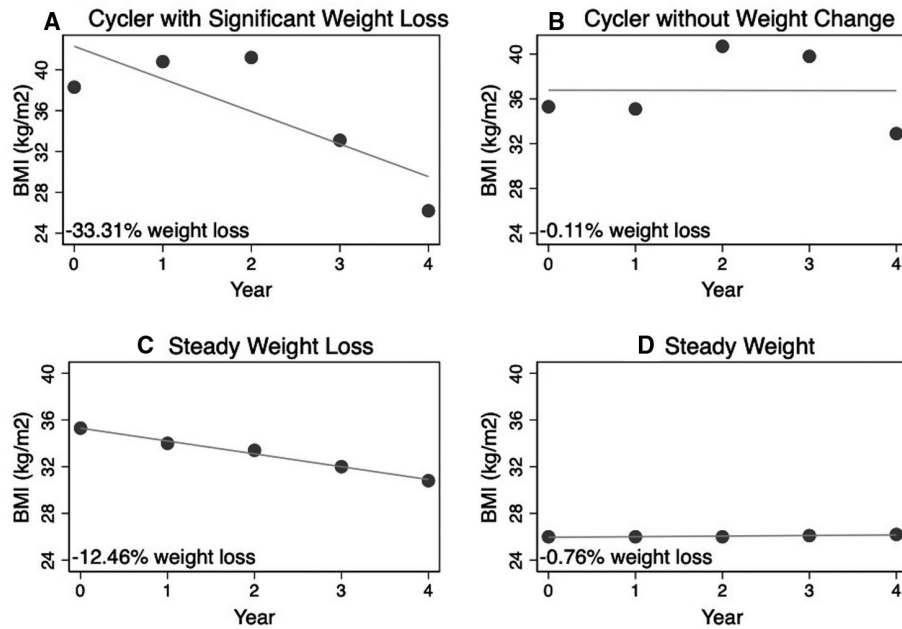 A Cycler with Significant Weight Loss
BMI (kg/m2)
40
36
32
28
24
-33.31% weight loss
0 1 2 3 4
Year
B Cycler without Weight Change
BMI (kg/m2)
40
36
32
28
24
-0.11% weight loss
0 1 2 3 4
Year
C Steady Weight Loss
BMI (kg/m2)
40
36
32
28
24
-12.46% weight loss
0 1 2 3 4
Year
D Steady Weight
BMI (kg/m2)
40
36
32
28
24
-0.76% weight loss
0 1 2 3 4
Year